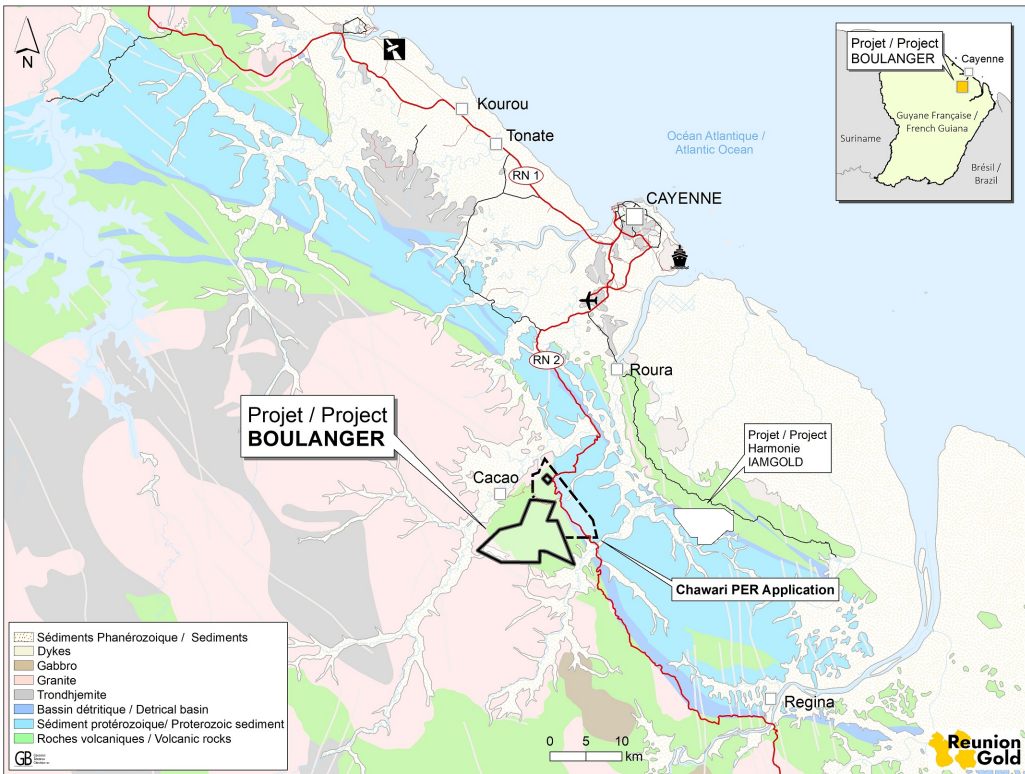 N
Kourou
Tonate
RN 1
CAYENNE
Océan Atlantique /
Atlantic Ocean
Projet / Project
BOULANGER
Cayenne
Guyane Française /
French Guiana
Suriname
Brésil /
Brazil
RN 2
Roura
Projet / Project
BOULANGER
Cacao
Projet / Project
Harmonie
IAMGOLD
Chawari PER Application
Regina
Sédiments Phanérozoique / Sediments
Dykes
Gabbro
Granite
Trondhjemite
Bassin détritique / Detrical basin
Sédiment protérozoique/ Proterozoic sediment
Roches volcaniques / Volcanic rocks
GB
0 5 10
km
Reunion
Gold